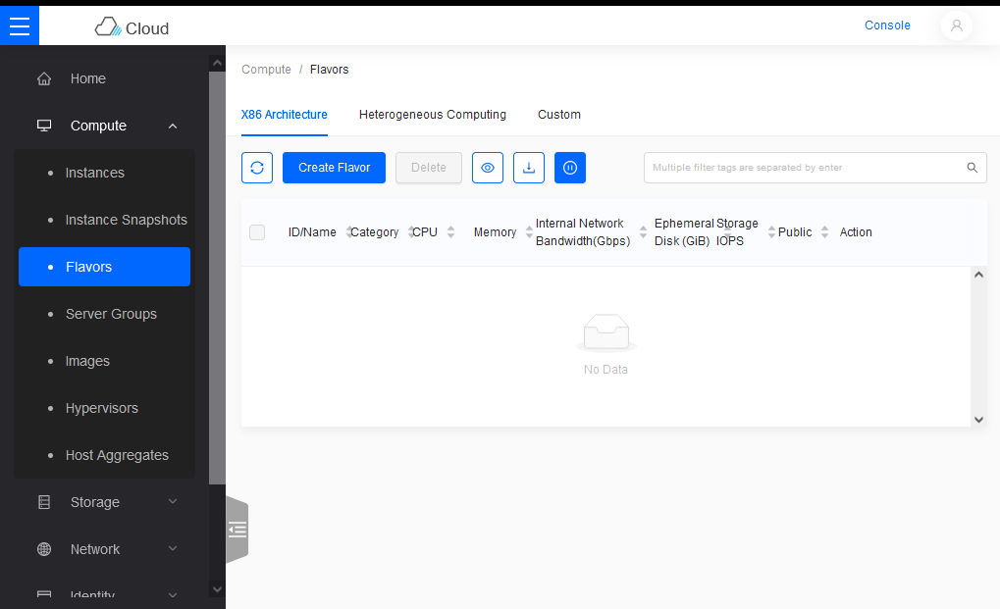 Cloud
Console
Home
Compute
Instances
Instance Snapshots
Flavors
Server Groups
Images
Hypervisors
Host Aggregates
Storage
Network
Identity
Compute / Flavors
X86 Architecture Heterogeneous Computing Custom
Create Flavor Delete Multiple filter tags are separated by enter
ID/Name Category CPU Memory Internal Network Bandwidth(Gbps) Ephemeral Disk (GiB) Storage IOPS Public Action
No Data